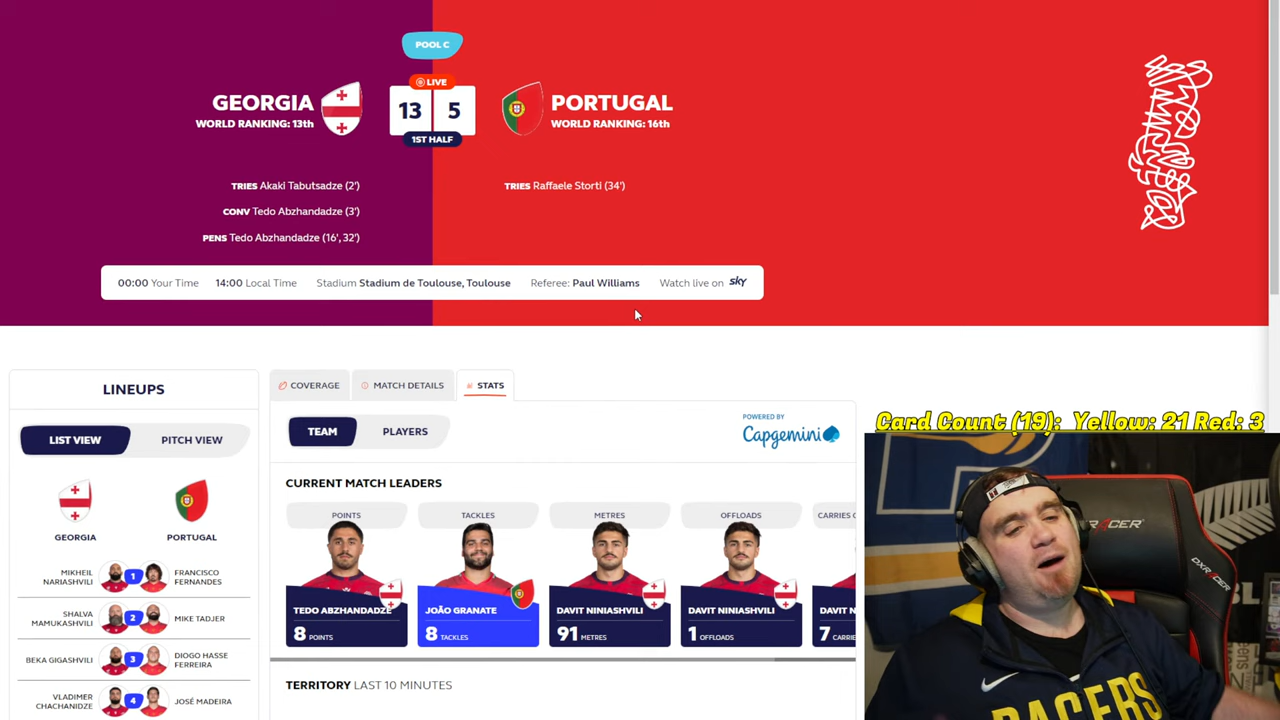 POOL C
LIVE
GEORGIA
WORLD RANKING: 13th
13 5
1ST HALF
PORTUGAL
WORLD RANKING: 16th
TRIES Akaki Tabutsadze (2')
CONV Tedo Abzhandadze (3')
PENS Tedo Abzhandadze (16', 32')
TRIES Raffaele Storti (34')
00:00 Your Time 14:00 Local Time Stadium Stadium de Toulouse, Toulouse Referee: Paul Williams Watch live on sky
LINEUPS
LIST VIEW PITCH VIEW
GEORGIA PORTUGAL
MIKHEIL NARIASHVILI 1 FRANCISCO FERNANDES
SHALVA MAMUKASHVILI 2 MIKE TADJER
BEKA GIGASHVILI 3 DIOGO HASSE FERREIRA
VLADIMER CHACHANIDZE 4 JOSÉ MADEIRA
COVERAGE MATCH DETAILS STATS
TEAM PLAYERS
POWERED BY
Capgemini
CURRENT MATCH LEADERS
POINTS TACKLES METRES OFFLOADS CARRIES
TEDO ABZHANDADZE JOÃO GRANATE DAVIT NINIASHVILI DAVIT NINIASHVILI DAVIT N
8 POINTS 8 TACKLES 91 METRES 1 OFFLOADS 7 CARRIE
TERRITORY LAST 10 MINUTES
Card Count (19): Yellow: 21 Red: 3
DXRACER
PACERS